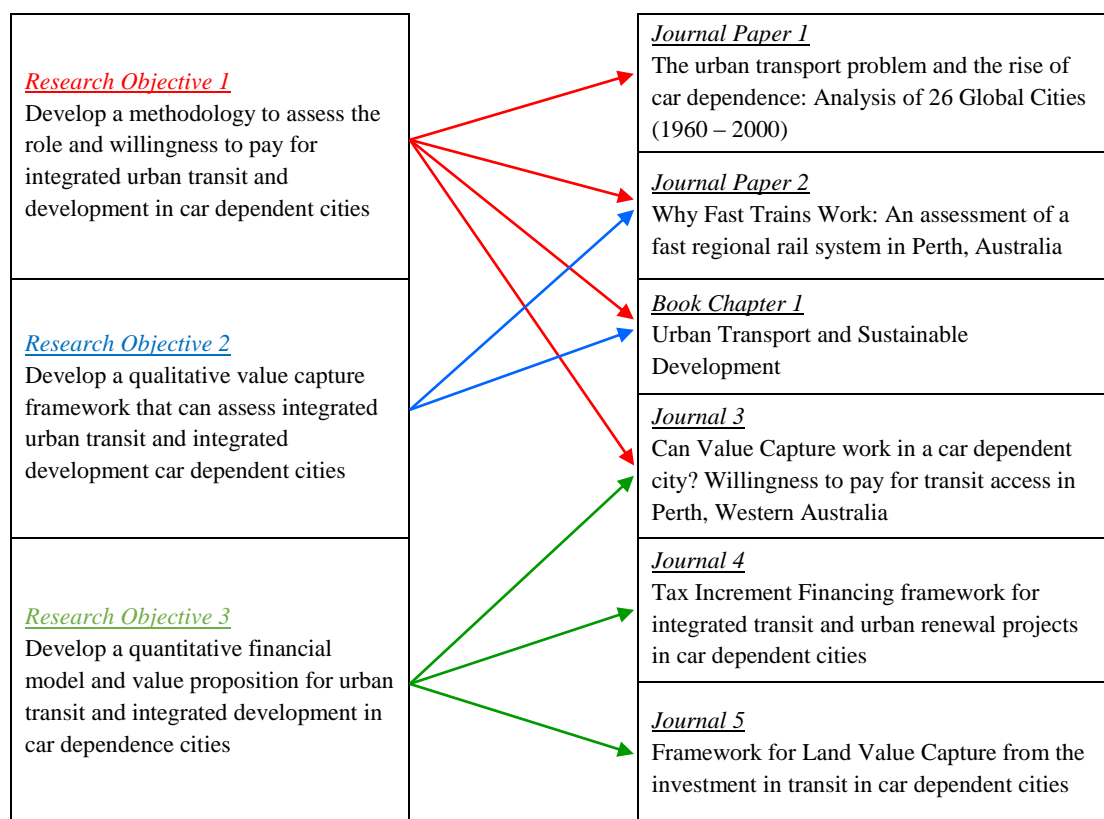 Research Objective 1
Develop a methodology to assess the
role and willingness to pay for
integrated urban transit and
development in car dependent cities
Research Objective 2
Develop a qualitative value capture
framework that can assess integrated
urban transit and integrated
development car dependent cities
Research Objective 3
Develop a quantitative financial
model and value proposition for urban
transit and integrated development in
car dependence cities
Journal Paper 1
The urban transport problem and the rise of
car dependence: Analysis of 26 Global Cities
(1960 – 2000)
Journal Paper 2
Why Fast Trains Work: An assessment of a
fast regional rail system in Perth, Australia
Book Chapter 1
Urban Transport and Sustainable
Development
Journal 3
Can Value Capture work in a car dependent
city? Willingness to pay for transit access in
Perth, Western Australia
Journal 4
Tax Increment Financing framework for
integrated transit and urban renewal projects
in car dependent cities
Journal 5
Framework for Land Value Capture from the
investment in transit in car dependent cities